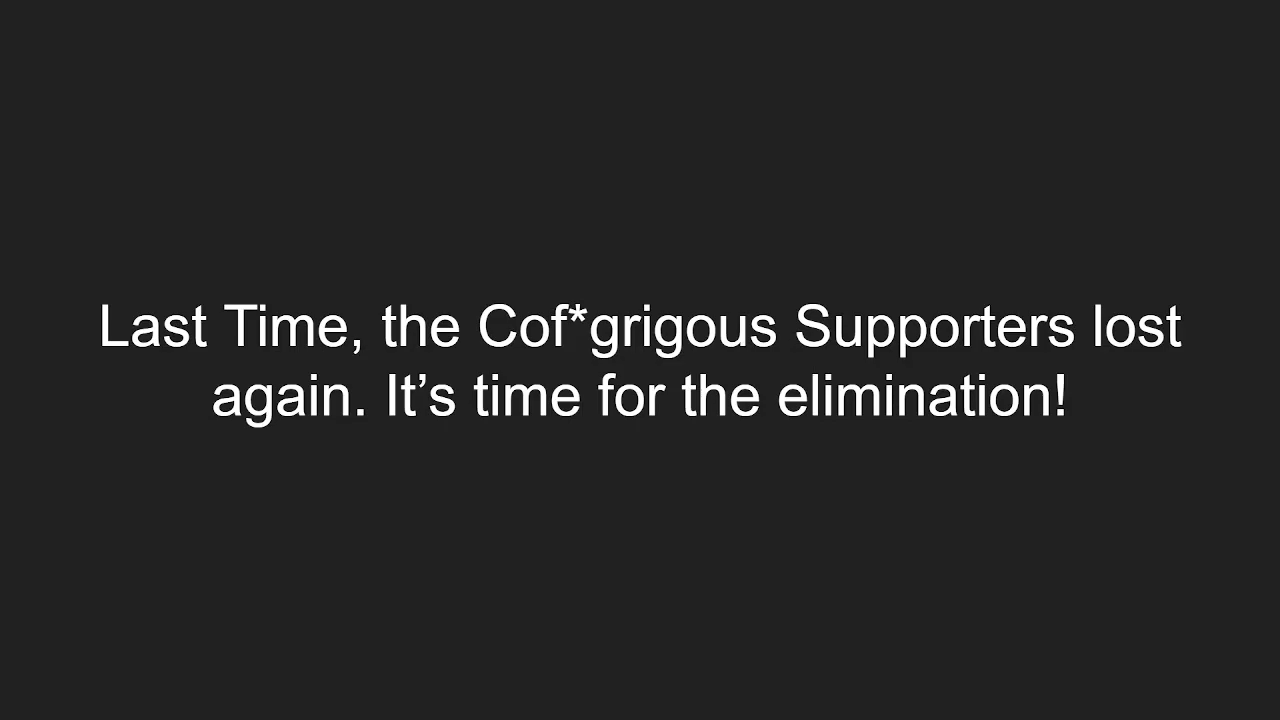 Last Time, the Cof*grigous Supporters lost
again. It’s time for the elimination!